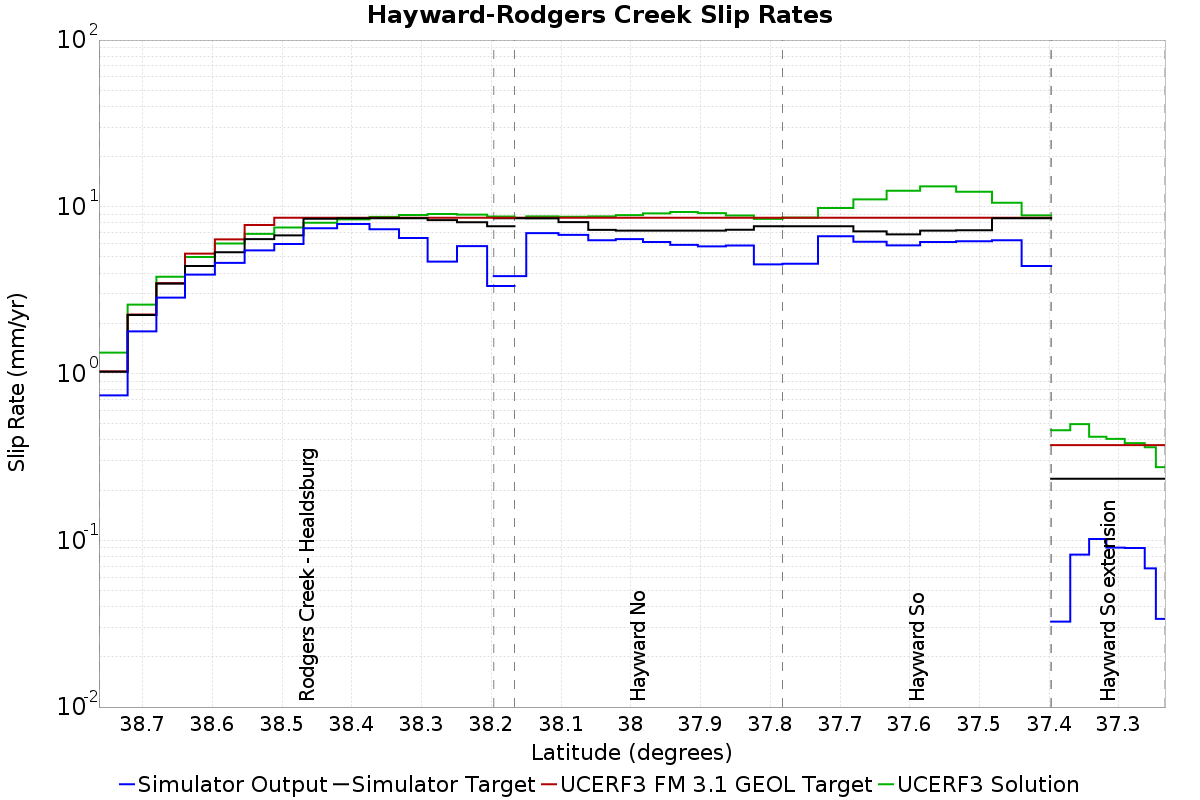 Hayward-Rodgers Creek Slip Rates
10^2
10^1
10^0
10^-1
10^-2
Slip Rate (mm/yr)
Rodgers Creek - Healdsburg
Hayward No
Hayward So
Hayward So extension
38.7 38.6 38.5 38.4 38.3 38.2 38.1 38 37.9 37.8 37.7 37.6 37.5 37.4 37.3
Latitude (degrees)
Simulator Output Simulator Target UCERF3 FM 3.1 GEOL Target UCERF3 Solution